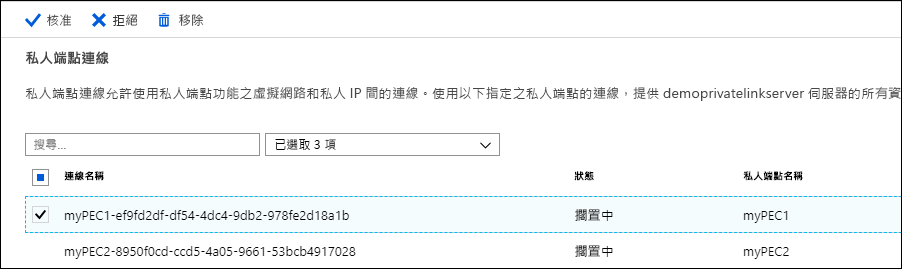 核准 拒絕 移除
私人端點連線
私人端點連線允許使用私人端點功能之虛擬網路和私人 IP 間的連線。使用以下指定之私人端點的連線，提供 demoprivatelinkserver 伺服器的所有資
搜尋... 已選取 3 項
連線名稱 狀態 私人端點名稱
myPEC1-ef9fd2df-df54-4dc4-9db2-978fe2d18a1b 擱置中 myPEC1
myPEC2-8950f0cd-ccd5-4a05-9661-53bcb4917028 擱置中 myPEC2